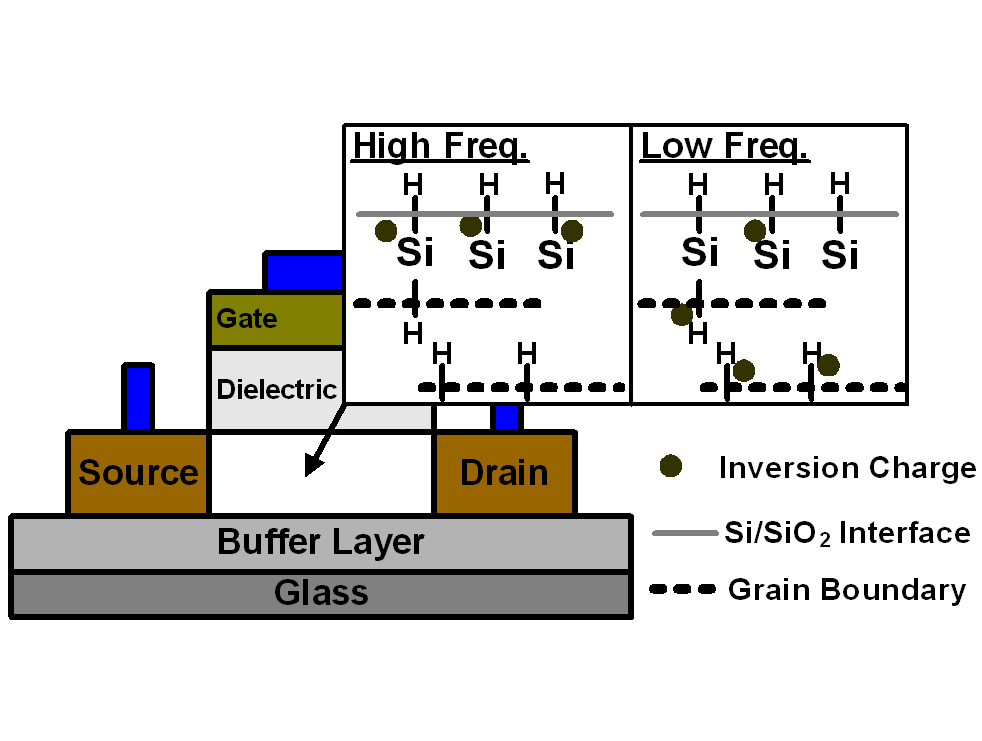 High Freq.
Low Freq.
H H H
H H H
Si Si Si
Si Si Si
H
H
H H
H H
Gate
Dielectric
Source
Drain
Inversion Charge
Buffer Layer
Si/SiO₂ Interface
Glass
Grain Boundary